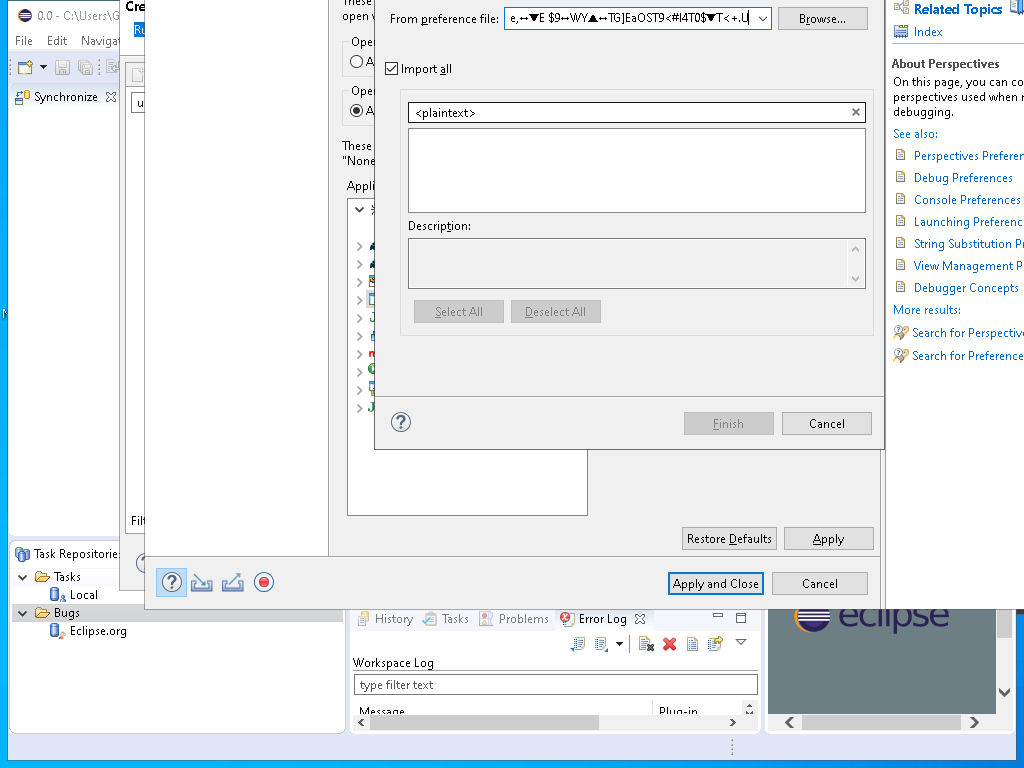 0.0 - C:\Users\G
File Edit Navigat
Synchronize
Task Repositorie
Tasks
Local
Bugs
Eclipse.org
Cre
Ru
u
Filt
These
open
Oper
A
Oper
A
These
"None
Appli
From preference file:
e,↔▼E $9↔WY▲↔TG]EaOST9<#I4T0$▼T<+.U
Browse...
Import all
<plaintext>
Description:
Select All
Deselect All
Finish
Cancel
Restore Defaults
Apply
Apply and Close
Cancel
Related Topics
Index
About Perspectives
On this page, you can co
perspectives used when r
debugging.
See also:
Perspectives Preferen
Debug Preferences
Console Preferences
Launching Preferenc
String Substitution Pr
View Management P
Debugger Concepts
More results:
Search for Perspective
Search for Preference
History
Tasks
Problems
Error Log
Workspace Log
type filter text
Message
Plug-in
eclipse